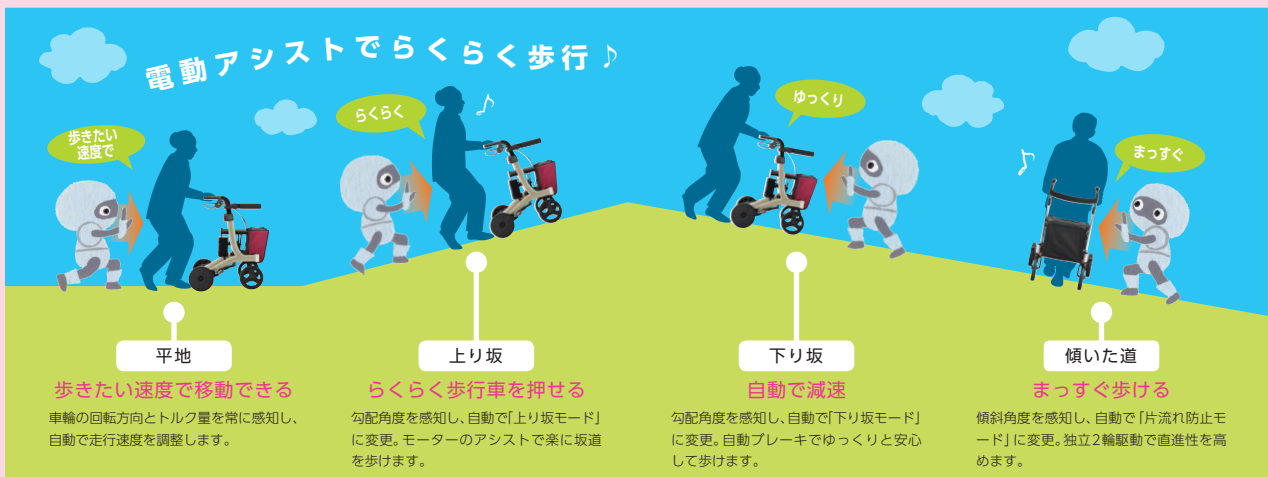 電動アシストでらくらく歩行♪
歩きたい
速度で
らくらく
ゆっくり
まっすぐ
平地
歩きたい速度で移動できる
車輪の回転方向とトルク量を常に感知し、
自動で走行速度を調整します。
上り坂
らくらく歩行車を押せる
勾配角度を感知し、自動で「上り坂モード」
に変更。モーターのアシストで楽に坂道
を歩けます。
下り坂
自動で減速
勾配角度を感知し、自動で「下り坂モード」
に変更。自動ブレーキでゆっくりと安心
して歩けます。
傾いた道
まっすぐ歩ける
傾斜角度を感知し、自動で「片流れ防止モ
ード」に変更。独立2輪駆動で直進性を高
めます。